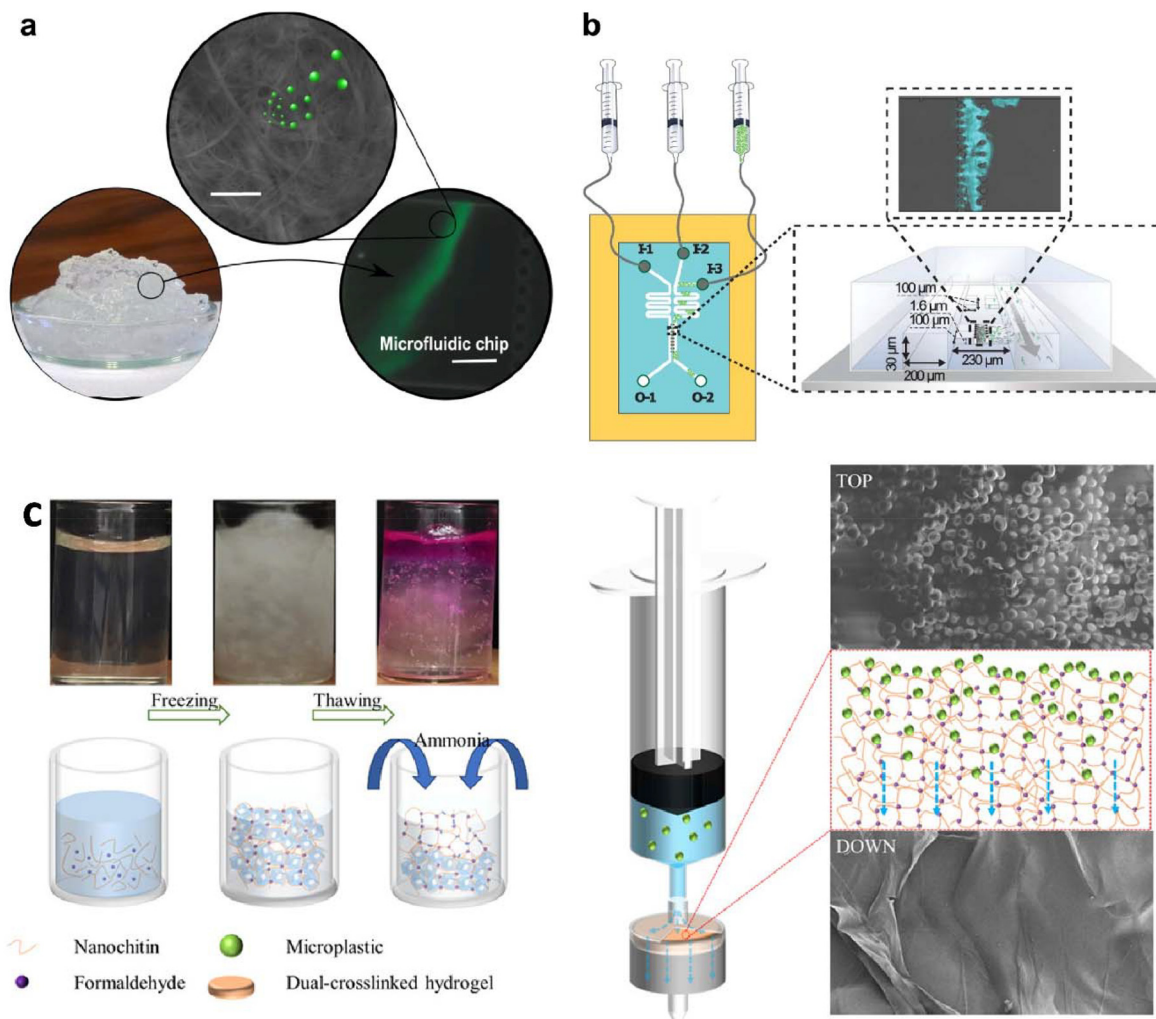 a
Microfluidic chip
b
I-1
I-2
I-3
O-1
O-2
100 µm
1.6 µm
100 µm
30 µm
200 µm
230 µm
c
Freezing
Thawing
Ammonia
Nanochitin
Microplastic
Formaldehyde
Dual-crosslinked hydrogel
TOP
DOWN